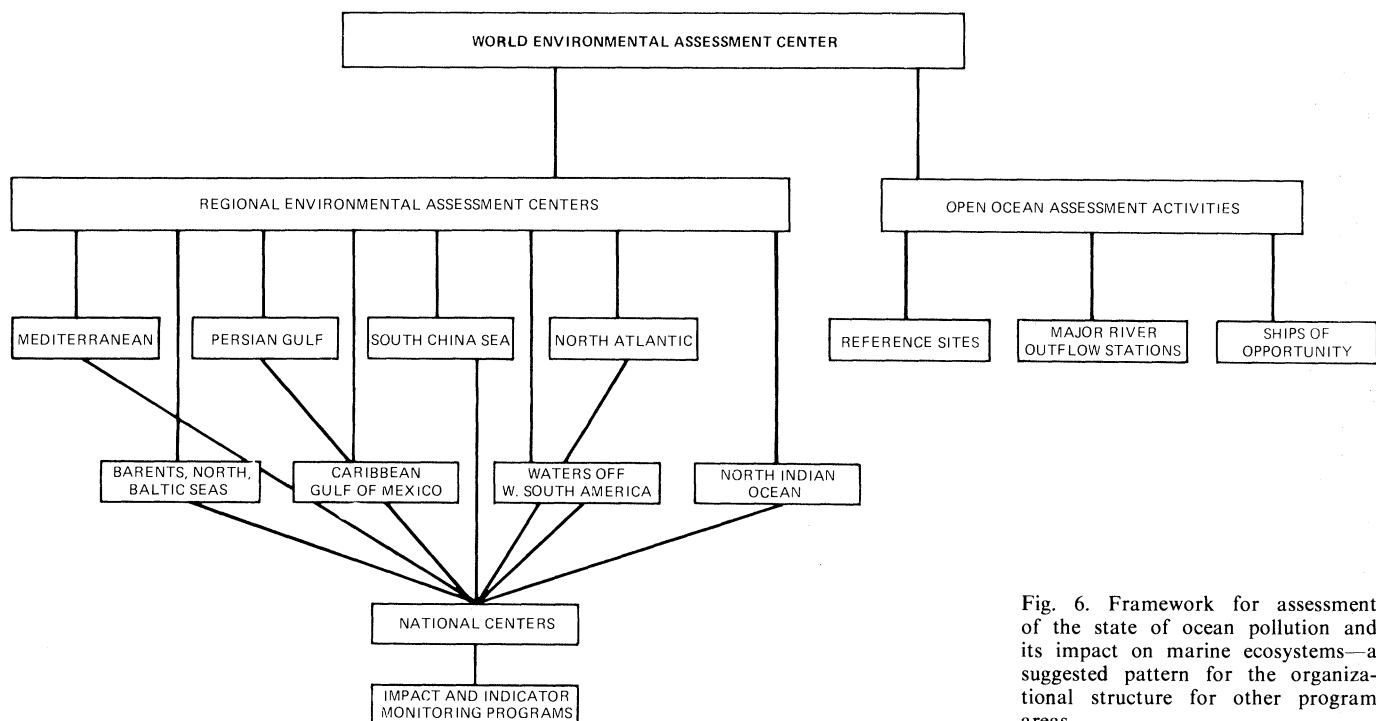 WORLD ENVIRONMENTAL ASSESSMENT CENTER
REGIONAL ENVIRONMENTAL ASSESSMENT CENTERS
OPEN OCEAN ASSESSMENT ACTIVITIES
MEDITERRANEAN
PERSIAN GULF
SOUTH CHINA SEA
NORTH ATLANTIC
REFERENCE SITES
MAJOR RIVER
OUTFLOW STATIONS
SHIPS OF
OPPORTUNITY
BARENTS, NORTH,
BALTIC SEAS
CARIBBEAN
GULF OF MEXICO
WATERS OFF
W. SOUTH AMERICA
NORTH INDIAN
OCEAN
NATIONAL CENTERS
IMPACT AND INDICATOR
MONITORING PROGRAMS
Fig. 6. Framework for assessment
of the state of ocean pollution and
its impact on marine ecosystems—a
suggested pattern for the organiza-
tional structure for other program
areas